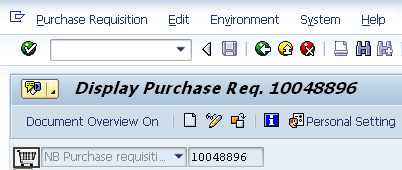 Purchase Requisition Edit Environment System Help
Display Purchase Req. 10048896
Document Overview On Personal Setting
NB Purchase requisiti... 10048896